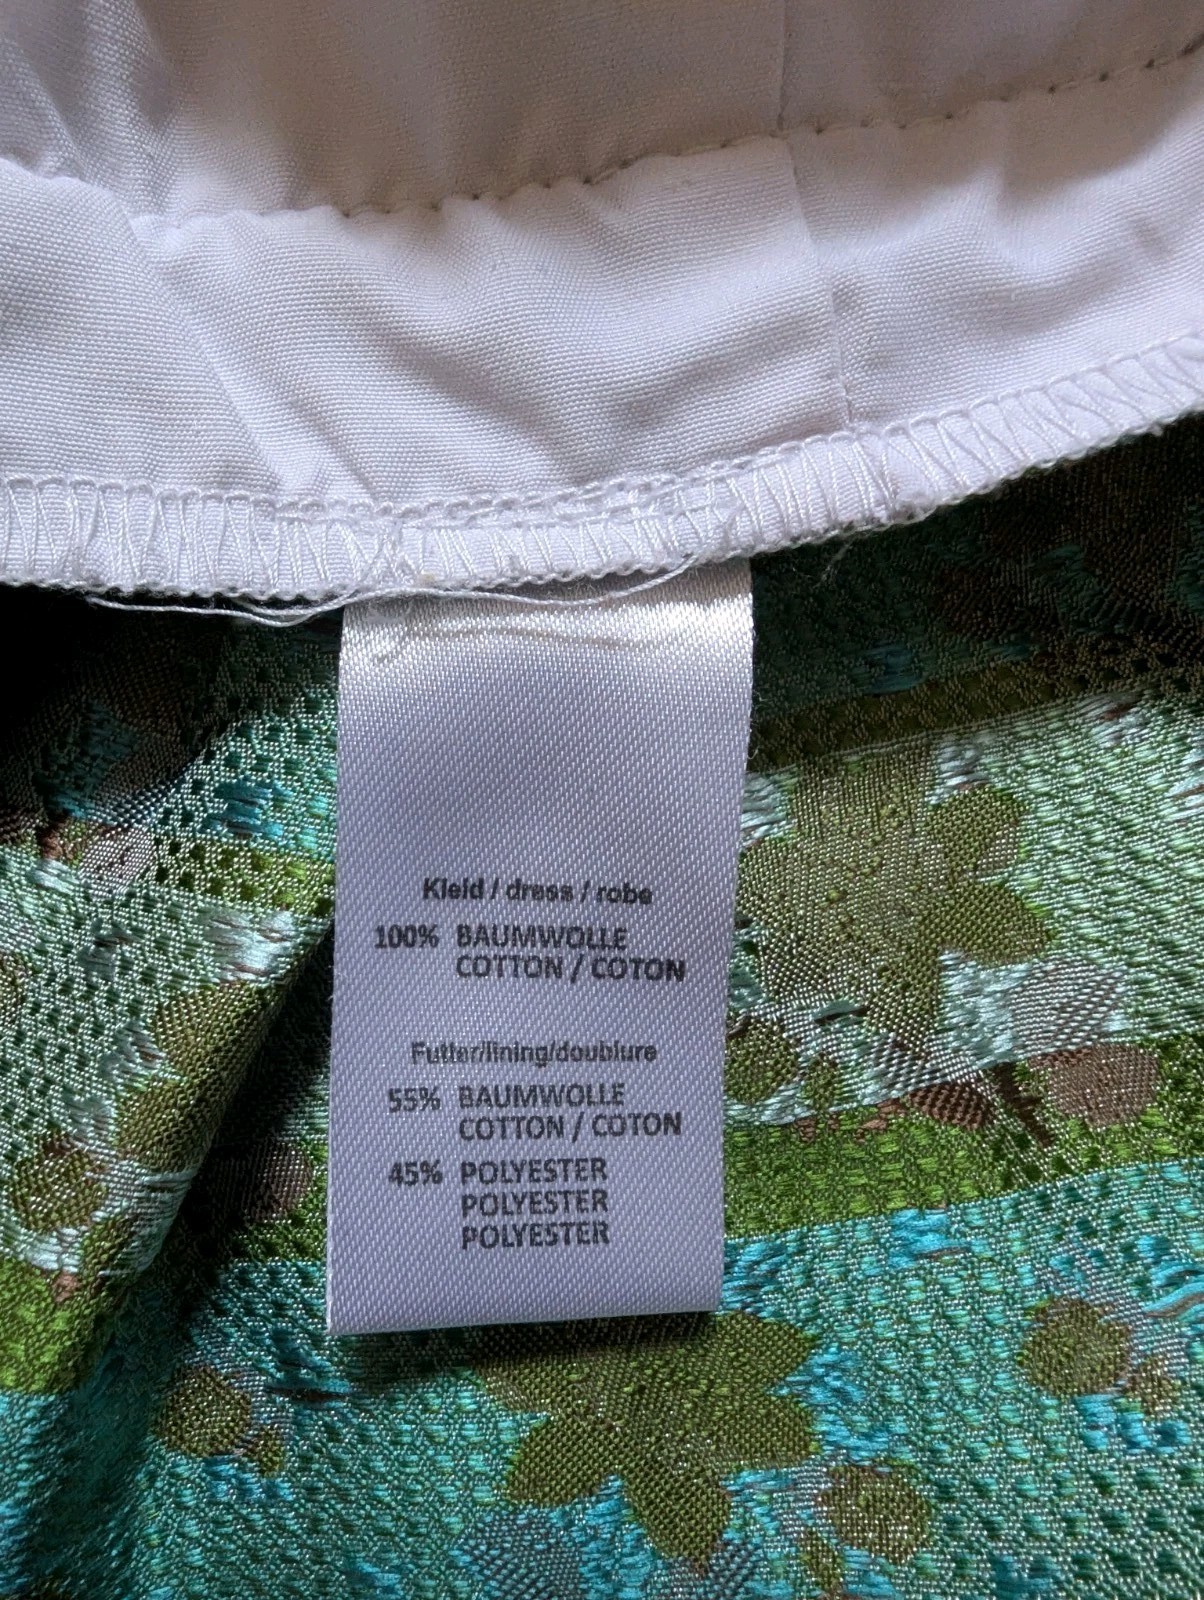 Kleid / dress / robe
100% BAUMWOLLE
COTTON / COTON
Futter/lining/doublure
55% BAUMWOLLE
COTTON / COTON
45% POLYESTER
POLYESTER
POLYESTER